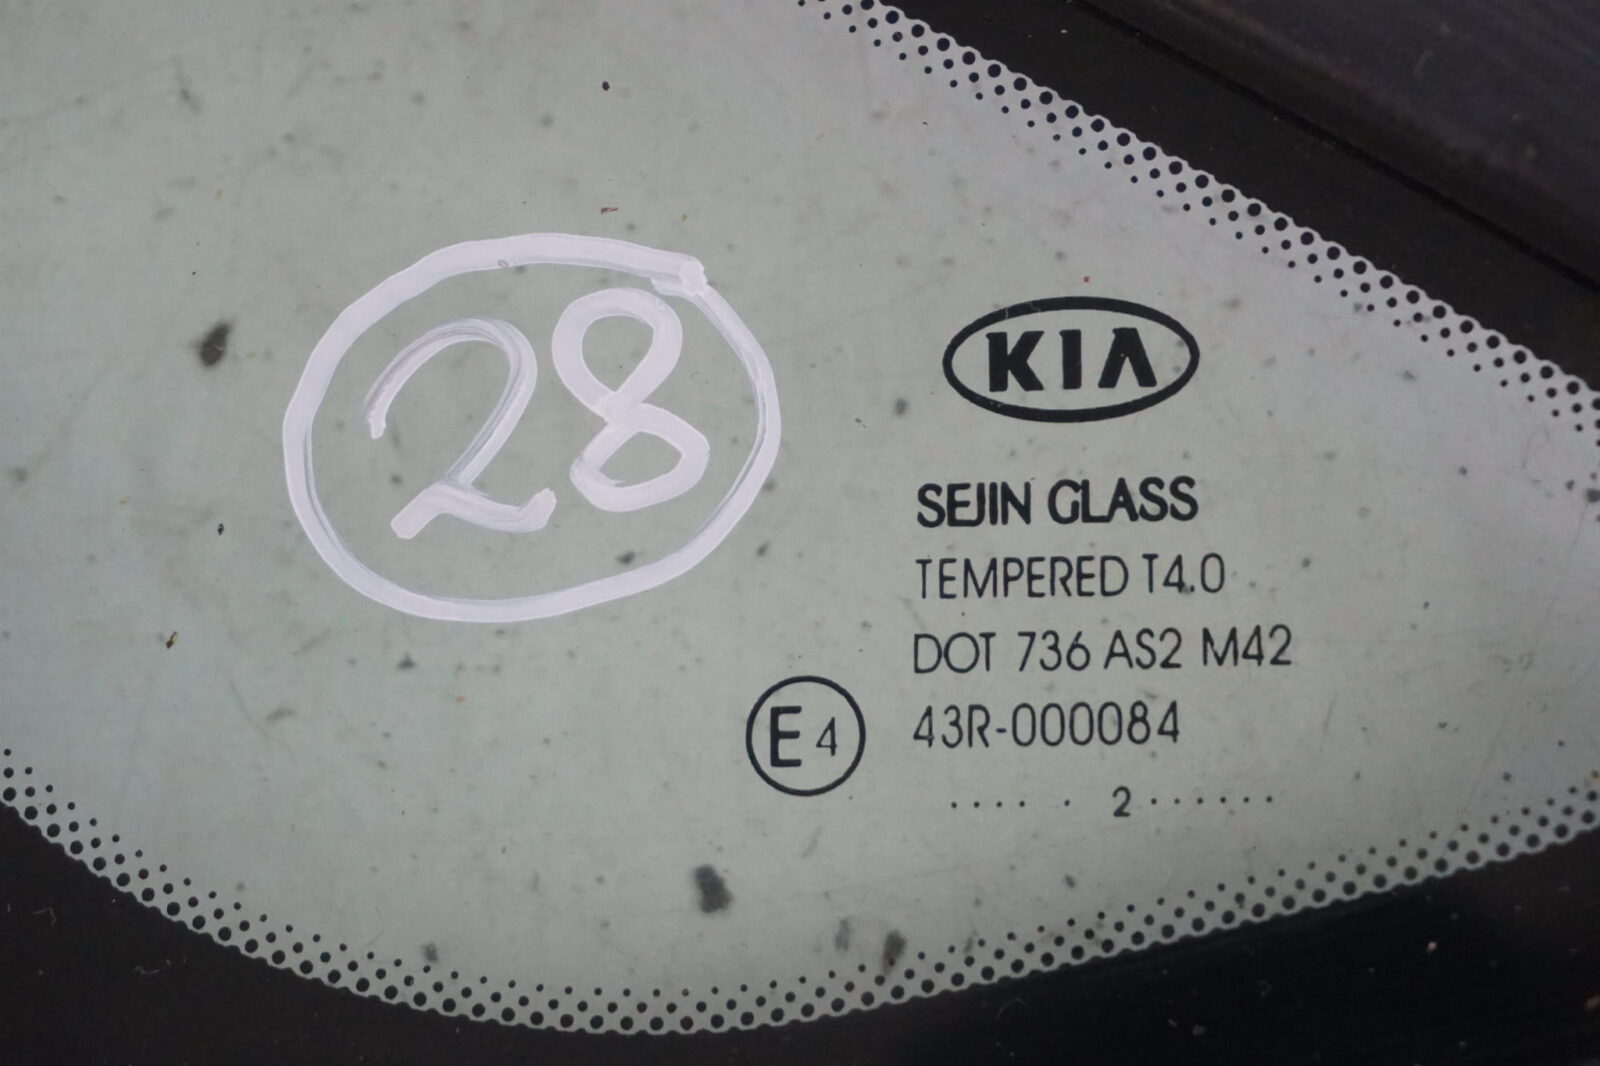 28
KIA
SEJIN GLASS
TEMPERED T4.0
DOT 736 AS2 M42
E4 43R-000084
..... 2 ......